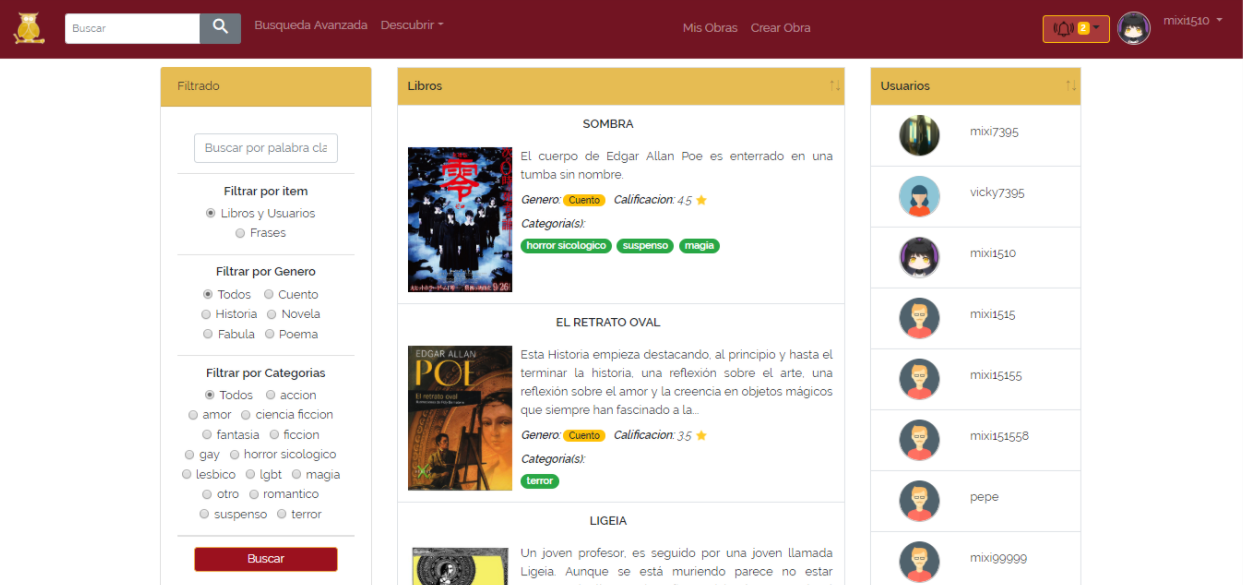 Buscar
Busqueda Avanzada
Descubrir
Mis Obras
Crear Obra
2
mixi1510
Filtrado
Buscar por palabra cla
Filtrar por item
Libros y Usuarios
Frases
Filtrar por Genero
Todos Cuento
Historia Novela
Fabula Poema
Filtrar por Categorias
Todos accion
amor ciencia ficcion
fantasia ficcion
gay horror sicologico
lesbico lgbt magia
otro romantico
suspenso terror
Buscar
Libros
SOMBRA
零
9/26
El cuerpo de Edgar Allan Poe es enterrado en una
tumba sin nombre.
Genero: Cuento Calificacion: 4.5
Categoria(s):
horror sicologico suspenso magia
EL RETRATO OVAL
EDGAR ALLAN
POE
El retrato oval
Esta Historia empieza destacando, al principio y hasta el
terminar la historia, una reflexión sobre el arte, una
reflexión sobre el amor y la creencia en objetos mágicos
que siempre han fascinado a la...
Genero: Cuento Calificacion: 3.5
Categoria(s):
terror
LIGEIA
Un joven profesor, es seguido por una joven llamada
Ligeia. Aunque se está muriendo parece no estar
Usuarios
mixi7395
vicky7395
mixi1510
mixi1515
mixi15155
mixi151558
pepe
mixi99999